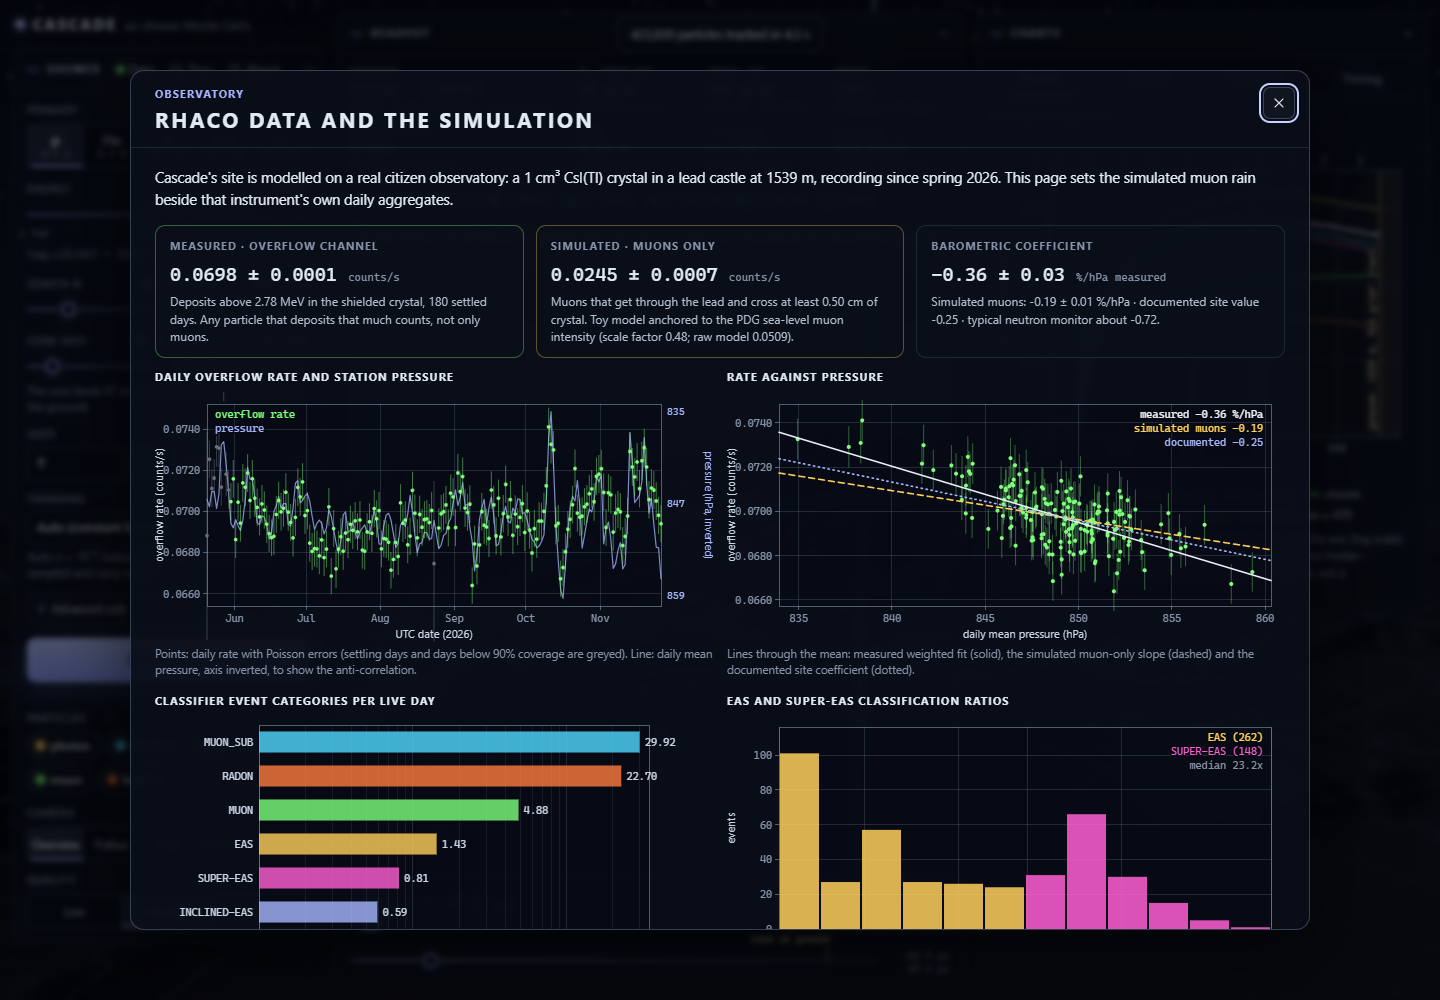 CASCADE
READOUT
CHARTS
SHOWER
Timing
OBSERVATORY
RHACO DATA AND THE SIMULATION
×
Cascade's site is modelled on a real citizen observatory: a 1 cm³ CsI(Tl) crystal in a lead castle at 1539 m, recording since spring 2026. This page sets the simulated muon rain
beside that instrument's own daily aggregates.
MEASURED · OVERFLOW CHANNEL
0.0698 ± 0.0001 counts/s
Deposits above 2.78 MeV in the shielded crystal, 180 settled
days. Any particle that deposits that much counts, not only
muons.
SIMULATED · MUONS ONLY
0.0245 ± 0.0007 counts/s
Muons that get through the lead and cross at least 0.50 cm of
crystal. Toy model anchored to the PDG sea-level muon
intensity (scale factor 0.48; raw model 0.0509).
BAROMETRIC COEFFICIENT
−0.36 ± 0.03 %/hPa measured
Simulated muons: -0.19 ± 0.01 %/hPa · documented site value
-0.25 · typical neutron monitor about -0.72.
DAILY OVERFLOW RATE AND STATION PRESSURE
overflow rate
pressure
0.0740
0.0720
0.0700
0.0680
0.0660
overflow rate (counts/s)
835
847
859
pressure (hPa, inverted)
Jun Jul Aug Sep Oct Nov
UTC date (2026)
Points: daily rate with Poisson errors (settling days and days below 90% coverage are greyed). Line: daily mean
pressure, axis inverted, to show the anti-correlation.
RATE AGAINST PRESSURE
measured −0.36 %/hPa
simulated muons −0.19
documented −0.25
0.0740
0.0720
0.0700
0.0680
0.0660
overflow rate (counts/s)
835 840 845 850 855 860
daily mean pressure (hPa)
Lines through the mean: measured weighted fit (solid), the simulated muon-only slope (dashed) and the
documented site coefficient (dotted).
CLASSIFIER EVENT CATEGORIES PER LIVE DAY
MUON_SUB 29.92
RADON 22.70
MUON 4.88
EAS 1.43
SUPER-EAS 0.81
INCLINED-EAS 0.59
EAS AND SUPER-EAS CLASSIFICATION RATIOS
EAS (262)
SUPER-EAS (148)
median 23.2x
100
80
60
40
20
0
events